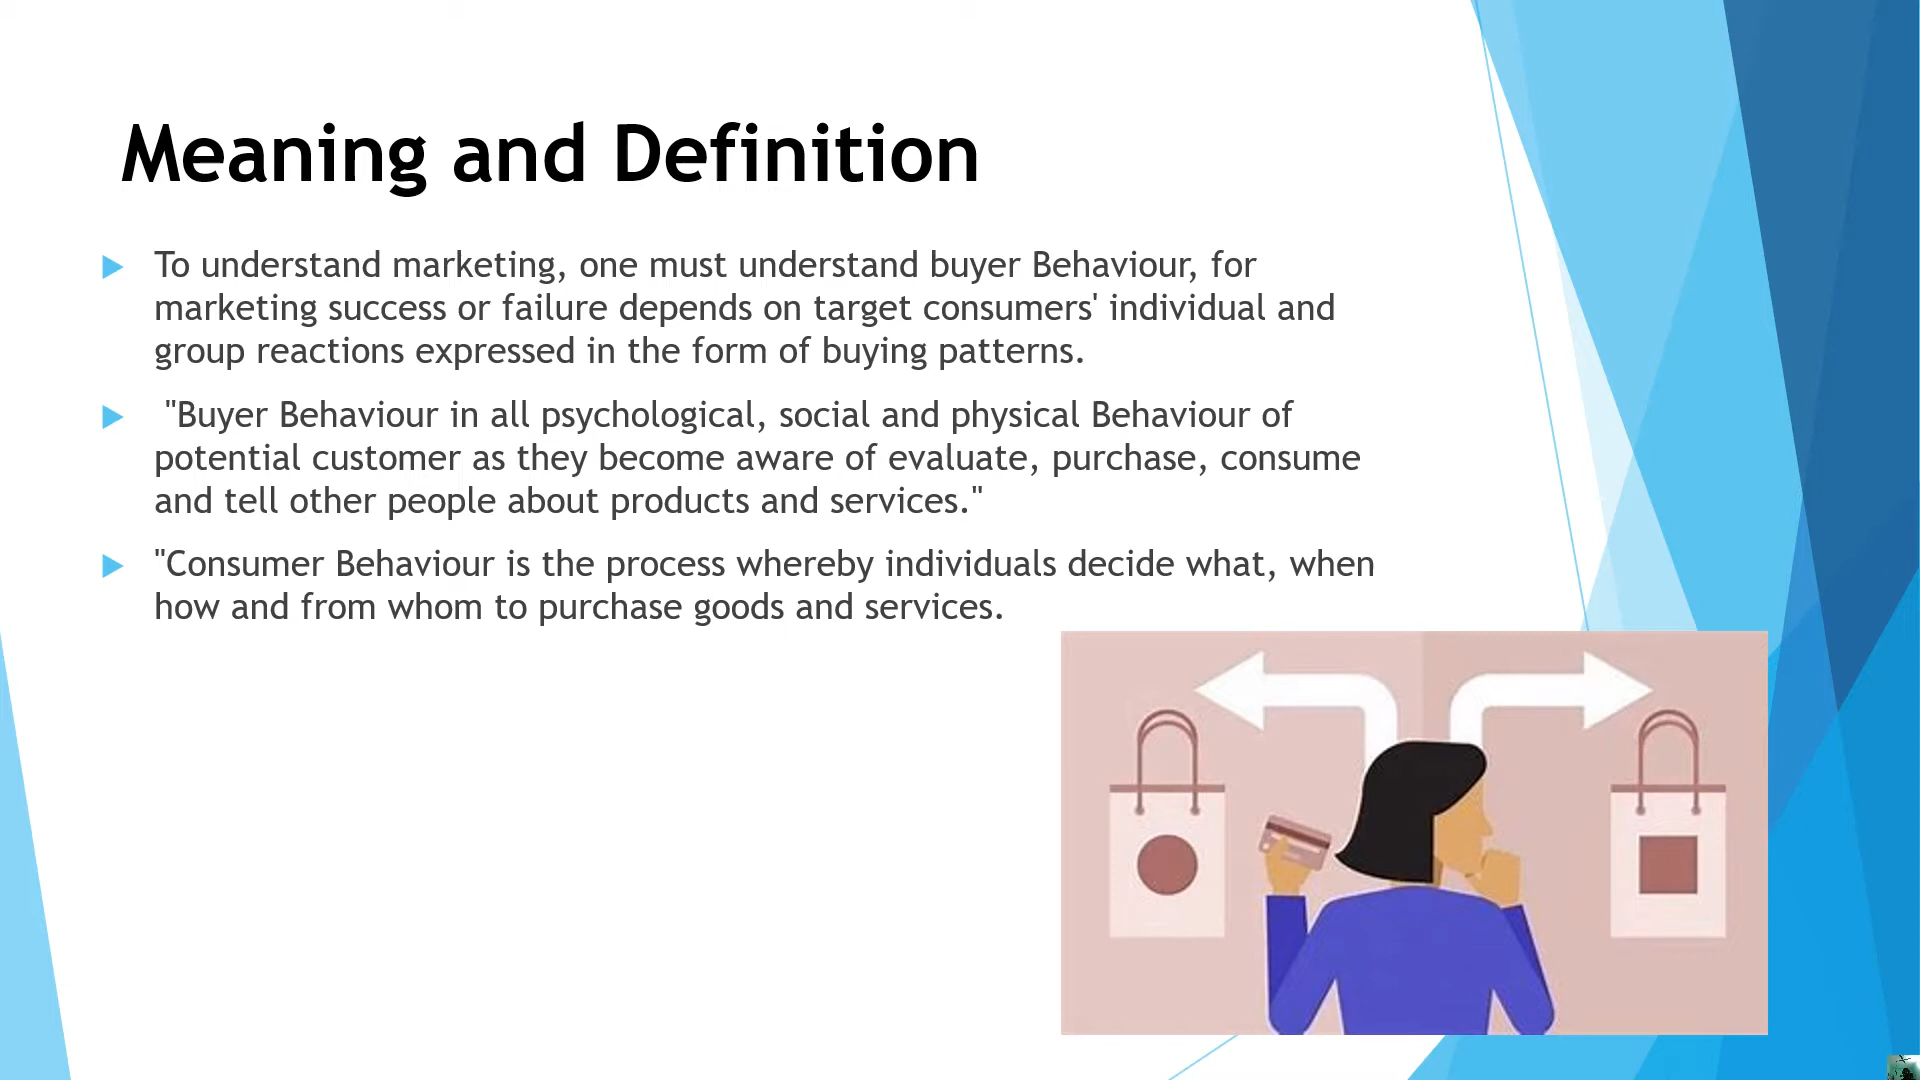 Meaning and Definition
To understand marketing, one must understand buyer Behaviour, for
marketing success or failure depends on target consumers' individual and
group reactions expressed in the form of buying patterns.
"Buyer Behaviour in all psychological, social and physical Behaviour of
potential customer as they become aware of evaluate, purchase, consume
and tell other people about products and services."
"Consumer Behaviour is the process whereby individuals decide what, when
how and from whom to purchase goods and services.